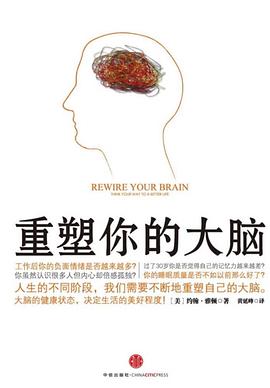 REWIRE YOUR BRAIN
THINK YOUR WAY TO A BETTER LIFE
重塑你的大脑
工作后你的负面情绪是否越来越多? 过了30岁你是否觉得自己的记忆力越来越差?
你虽然认识很多人但内心却倍感孤独? 你的睡眠质量是否不如以前那么好了?
人生的不同阶段，我们需要不断地重塑自己的大脑。
大脑的健康状态，决定生活的美好程度! [美] 约翰·雅顿 著 黄延峰 译
中信出版社·CHINACITICPRESS